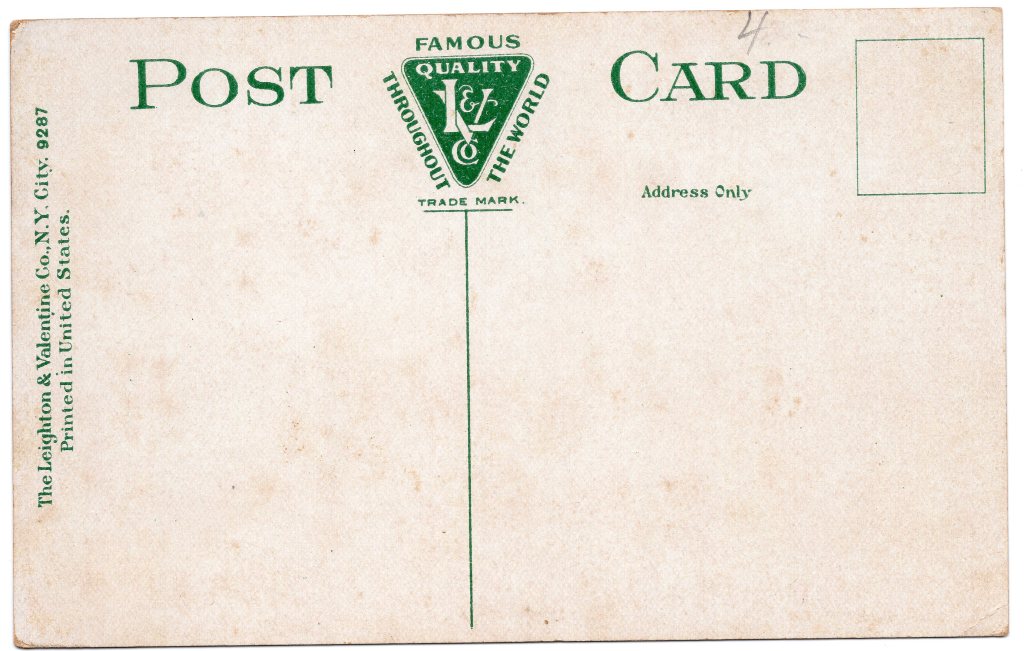 POST CARD
4
FAMOUS
QUALITY
THROUGHOUT
THE WORLD
V&L
CO
TRADE MARK.
Address Only
The Leighton & Valentine Co., N.Y. City. 9287
Printed in United States.